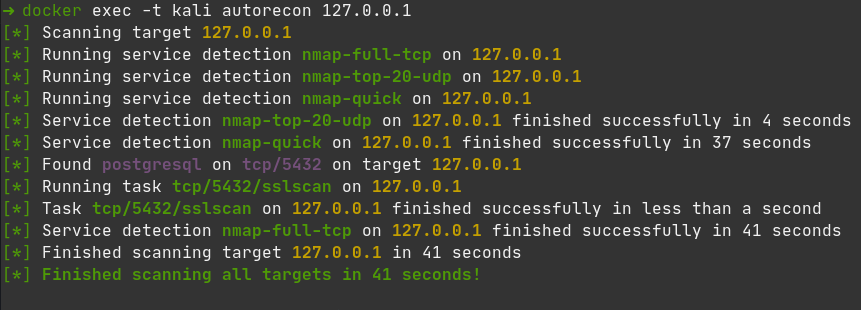 → docker exec -t kali autorecon 127.0.0.1
[*] Scanning target 127.0.0.1
[*] Running service detection nmap-full-tcp on 127.0.0.1
[*] Running service detection nmap-top-20-udp on 127.0.0.1
[*] Running service detection nmap-quick on 127.0.0.1
[*] Service detection nmap-top-20-udp on 127.0.0.1 finished successfully in 4 seconds
[*] Service detection nmap-quick on 127.0.0.1 finished successfully in 37 seconds
[*] Found postgresql on tcp/5432 on target 127.0.0.1
[*] Running task tcp/5432/sslscan on 127.0.0.1
[*] Task tcp/5432/sslscan on 127.0.0.1 finished successfully in less than a second
[*] Service detection nmap-full-tcp on 127.0.0.1 finished successfully in 41 seconds
[*] Finished scanning target 127.0.0.1 in 41 seconds
[*] Finished scanning all targets in 41 seconds!